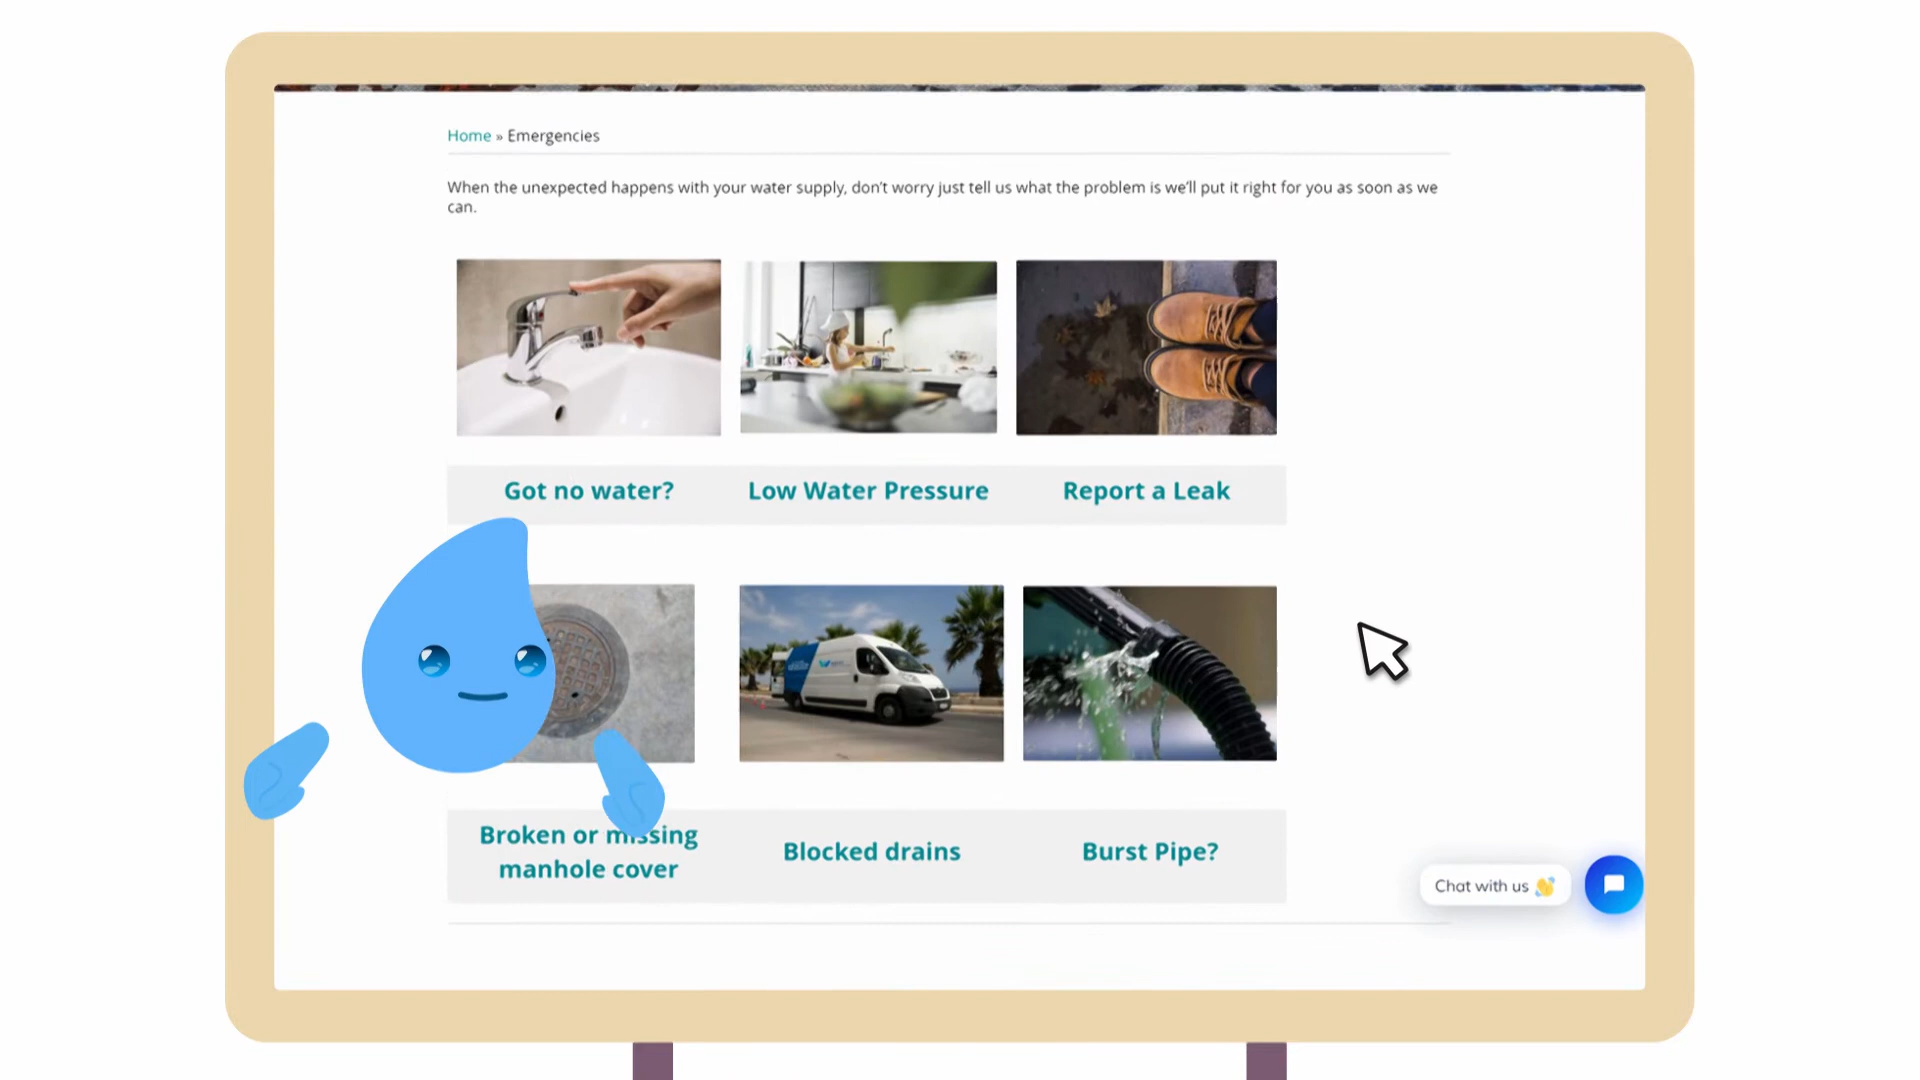 Home » Emergencies
When the unexpected happens with your water supply, don't worry just tell us what the problem is we'll put it right for you as soon as we
can.
Got no water?
Low Water Pressure
Report a Leak
Broken or missing
manhole cover
Blocked drains
Burst Pipe?
Chat with us 👋